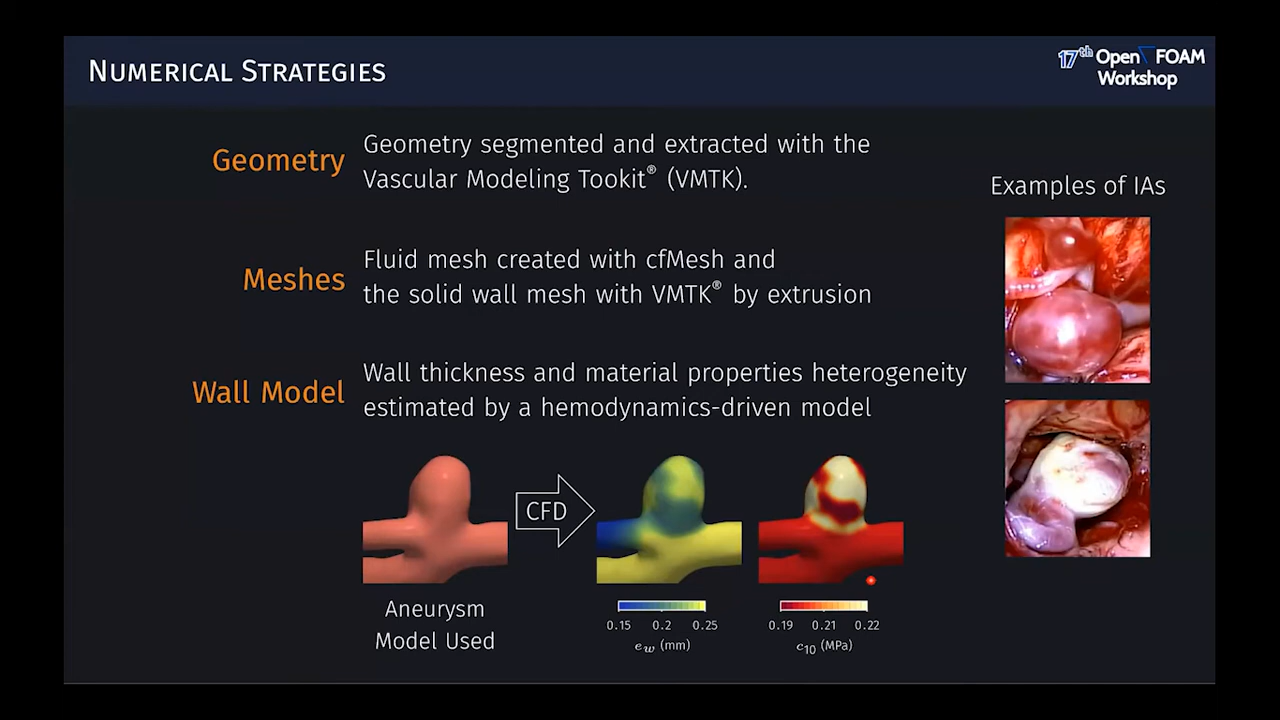 NUMERICAL STRATEGIES
17th Open FOAM
Workshop
Geometry
Geometry segmented and extracted with the
Vascular Modeling Tookit® (VMTK).
Examples of IAs
Meshes
Fluid mesh created with cfMesh and
the solid wall mesh with VMTK® by extrusion
Wall Model
Wall thickness and material properties heterogeneity
estimated by a hemodynamics-driven model
CFD
Aneurysm
Model Used
0.15 0.2 0.25
e_w (mm)
0.19 0.21 0.22
c_10 (MPa)